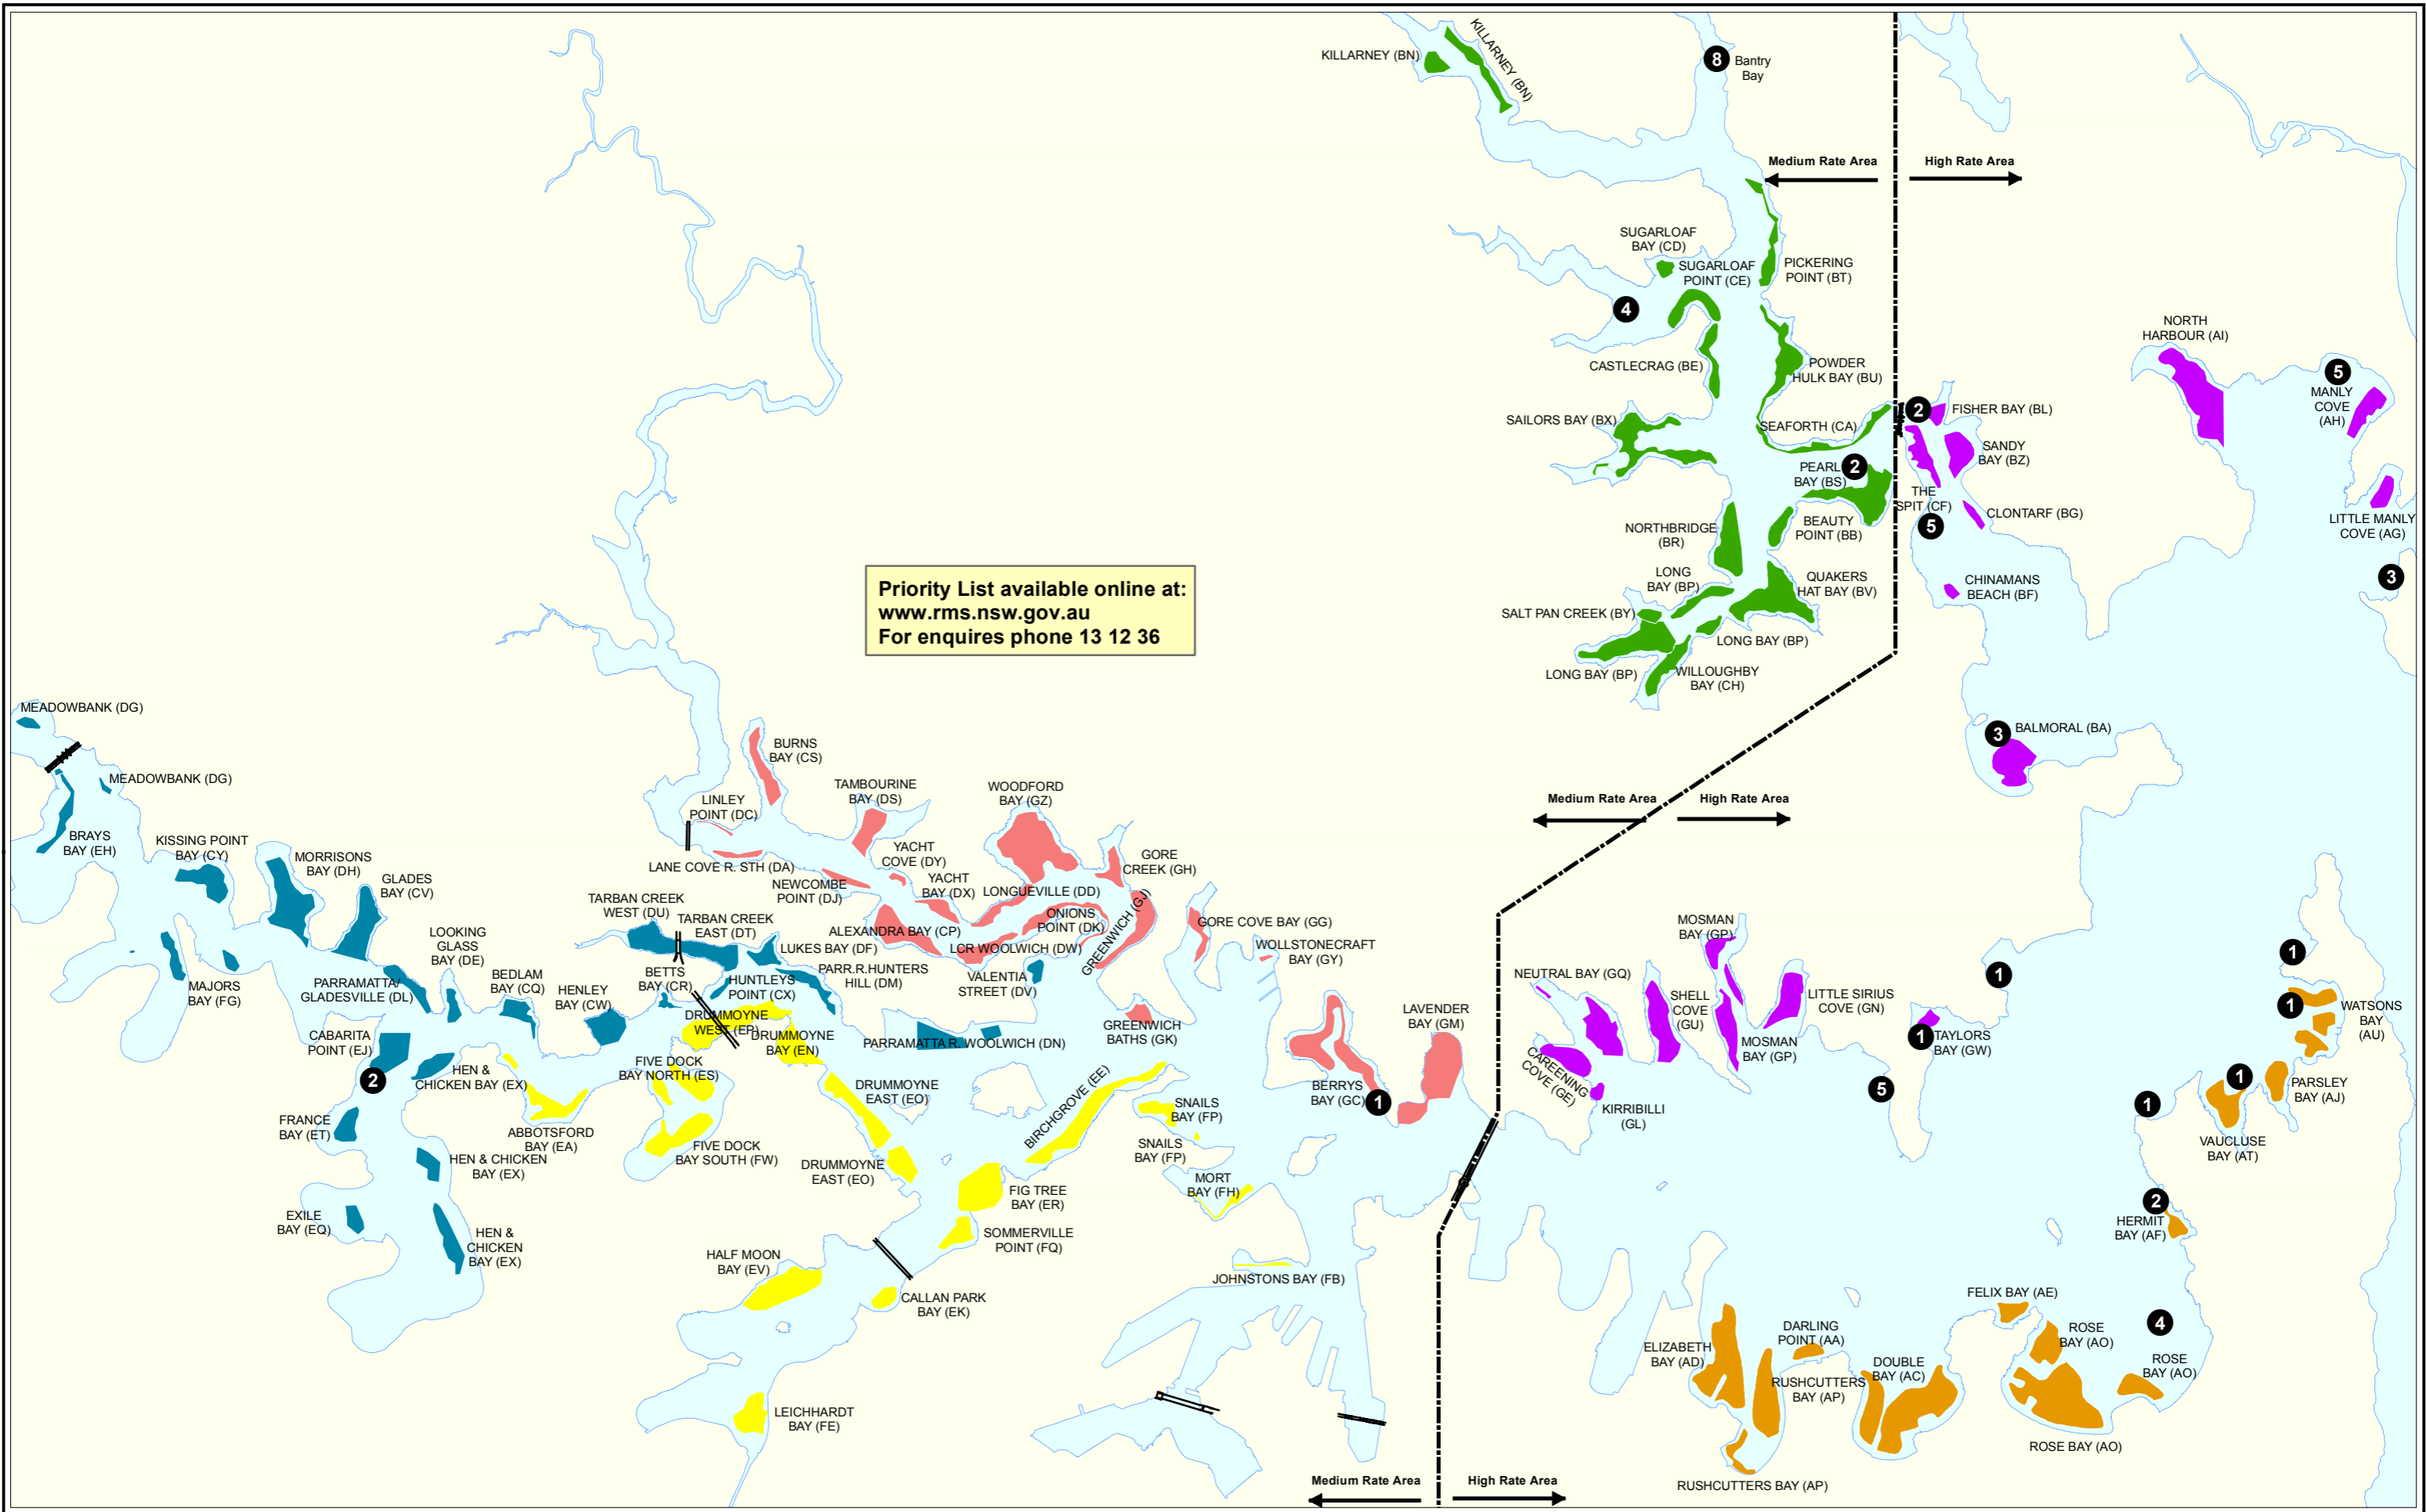 KILLARNEY (BN)
KILLARNEY (BN)
8
Bantry
Bay
Medium Rate Area
High Rate Area
SUGARLOAF
BAY (CD)
SUGARLOAF
POINT (CE)
PICKERING
POINT (BT)
4
CASTLECRAG (BE)
POWDER
HULK BAY (BU)
NORTH
HARBOUR (AI)
5
MANLY
COVE
(AH)
SAILORS BAY (BX)
SEAFORTH (CA)
2
FISHER BAY (BL)
SANDY
BAY (BZ)
PEARL
BAY (BS)
2
THE
SPIT (CF)
5
CLONTARF (BG)
LITTLE MANLY
COVE (AG)
3
NORTHBRIDGE
(BR)
BEAUTY
POINT (BB)
LONG
BAY (BP)
QUAKERS
HAT BAY (BV)
CHINAMANS
BEACH (BF)
SALT PAN CREEK (BY)
LONG BAY (BP)
LONG BAY (BP)
WILLOUGHBY
BAY (CH)
Priority List available online at:
www.rms.nsw.gov.au
For enquires phone 13 12 36
3
BALMORAL (BA)
Medium Rate Area
High Rate Area
MEADOWBANK (DG)
MEADOWBANK (DG)
BRAYS
BAY (EH)
KISSING POINT
BAY (CY)
MORRISONS
BAY (DH)
GLADES
BAY (CV)
MAJORS
BAY (FG)
PARRAMATTA/
GLADESVILLE (DL)
LOOKING
GLASS
BAY (DE)
BEDLAM
BAY (CQ)
HENLEY
BAY (CW)
BETTS
BAY (CR)
TARBAN CREEK
WEST (DU)
TARBAN CREEK
EAST (DT)
LUKES BAY (DF)
HUNTLEYS
POINT (CX)
PARR.R.HUNTERS
HILL (DM)
BURNS
BAY (CS)
LINLEY
POINT (DC)
LANE COVE R. STH (DA)
TAMBOURINE
BAY (DS)
NEWCOMBE
POINT (DJ)
YACHT
COVE (DY)
YACHT
BAY (DX)
WOODFORD
BAY (GZ)
LONGUEVILLE (DD)
ONIONS
POINT (DK)
ALEXANDRA BAY (CP)
LCR WOOLWICH (DW)
GORE
CREEK (GH)
GREENWICH (GJ)
GORE COVE BAY (GG)
WOLLSTONECRAFT
BAY (GY)
VALENTIA
STREET (DV)
GREENWICH
BATHS (GK)
PARRAMATTA R. WOOLWICH (DN)
BERRYS
BAY (GC)
1
LAVENDER
BAY (GM)
CABARITA
POINT (EJ)
2
HEN &
CHICKEN BAY (EX)
FRANCE
BAY (ET)
HEN & CHICKEN
BAY (EX)
EXILE
BAY (EQ)
HEN &
CHICKEN
BAY (EX)
ABBOTSFORD
BAY (EA)
FIVE DOCK
BAY NORTH (ES)
FIVE DOCK
BAY SOUTH (FW)
DRUMMOYNE
WEST (EP)
DRUMMOYNE
BAY (EN)
DRUMMOYNE
EAST (EO)
DRUMMOYNE
EAST (EO)
BIRCHGROVE (EE)
SNAILS
BAY (FP)
SNAILS
BAY (FP)
MORT
BAY (FH)
FIG TREE
BAY (ER)
SOMMERVILLE
POINT (FQ)
HALF MOON
BAY (EV)
CALLAN PARK
BAY (EK)
JOHNSTONS BAY (FB)
LEICHHARDT
BAY (FE)
NEUTRAL BAY (GQ)
CAREENING
COVE (GE)
KIRRIBILLI
(GL)
SHELL
COVE
(GU)
MOSMAN
BAY (GP)
MOSMAN
BAY (GP)
LITTLE SIRIUS
COVE (GN)
5
1
TAYLORS
BAY (GW)
1
1
1
WATSONS
BAY
(AU)
PARSLEY
BAY (AJ)
1
VAUCLUSE
BAY (AT)
1
2
HERMIT
BAY (AF)
4
FELIX BAY (AE)
ROSE
BAY (AO)
ROSE
BAY (AO)
ROSE BAY (AO)
DARLING
POINT (AA)
DOUBLE
BAY (AC)
ELIZABETH
BAY (AD)
RUSHCUTTERS
BAY (AP)
RUSHCUTTERS BAY (AP)
Medium Rate Area
High Rate Area